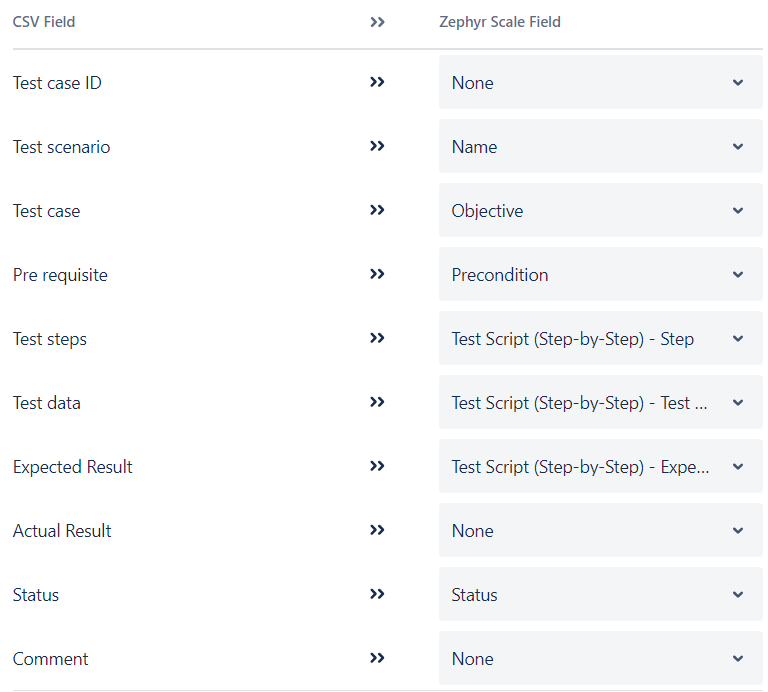 CSV Field >> Zephyr Scale Field
Test case ID >> None
Test scenario >> Name
Test case >> Objective
Pre requisite >> Precondition
Test steps >> Test Script (Step-by-Step) - Step
Test data >> Test Script (Step-by-Step) - Test ...
Expected Result >> Test Script (Step-by-Step) - Expe...
Actual Result >> None
Status >> Status
Comment >> None